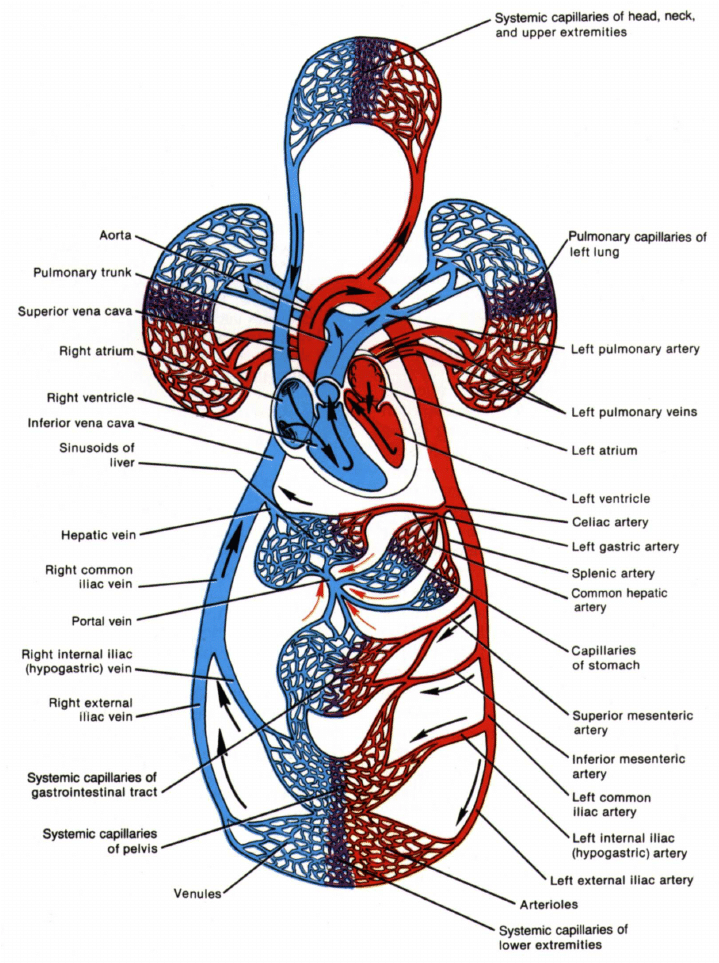 Systemic capillaries of head, neck,
and upper extremities
Aorta
Pulmonary trunk
Superior vena cava
Right atrium
Right ventricle
Inferior vena cava
Sinusoids of
liver
Hepatic vein
Right common
iliac vein
Portal vein
Right internal iliac
(hypogastric) vein
Right external
iliac vein
Systemic capillaries of
gastrointestinal tract
Systemic capillaries
of pelvis
Venules
Pulmonary capillaries of
left lung
Left pulmonary artery
Left pulmonary veins
Left atrium
Left ventricle
Celiac artery
Left gastric artery
Splenic artery
Common hepatic
artery
Capillaries
of stomach
Superior mesenteric
artery
Inferior mesenteric
artery
Left common
iliac artery
Left internal iliac
(hypogastric) artery
Left external iliac artery
Arterioles
Systemic capillaries of
lower extremities